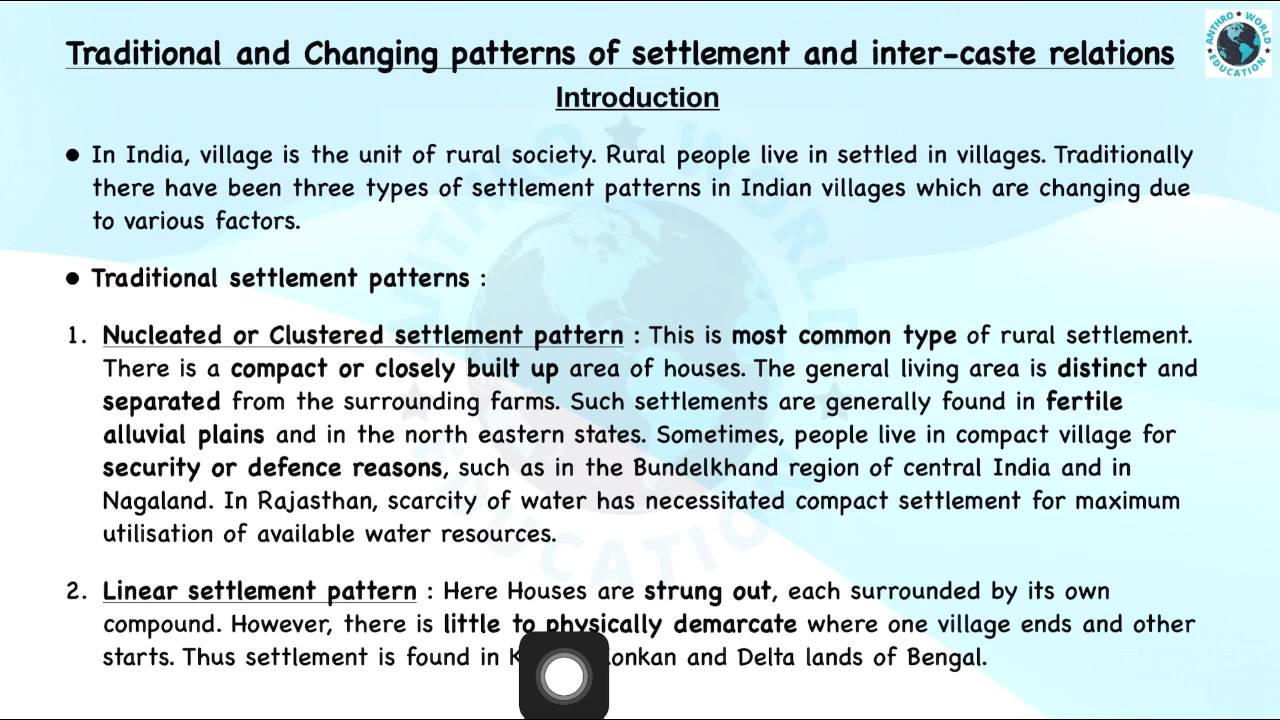 Traditional and Changing patterns of settlement and inter-caste relations
ANTHRO WORLD EDUCATION
Introduction
● In India, village is the unit of rural society. Rural people live in settled in villages. Traditionally
there have been three types of settlement patterns in Indian villages which are changing due
to various factors.
● Traditional settlement patterns :
1. Nucleated or Clustered settlement pattern : This is most common type of rural settlement.
There is a compact or closely built up area of houses. The general living area is distinct and
separated from the surrounding farms. Such settlements are generally found in fertile
alluvial plains and in the north eastern states. Sometimes, people live in compact village for
security or defence reasons, such as in the Bundelkhand region of central India and in
Nagaland. In Rajasthan, scarcity of water has necessitated compact settlement for maximum
utilisation of available water resources.
2. Linear settlement pattern : Here Houses are strung out, each surrounded by its own
compound. However, there is little to physically demarcate where one village ends and other
starts. Thus settlement is found in and Delta lands of Bengal.
ANTHRO WORLD EDUCATION